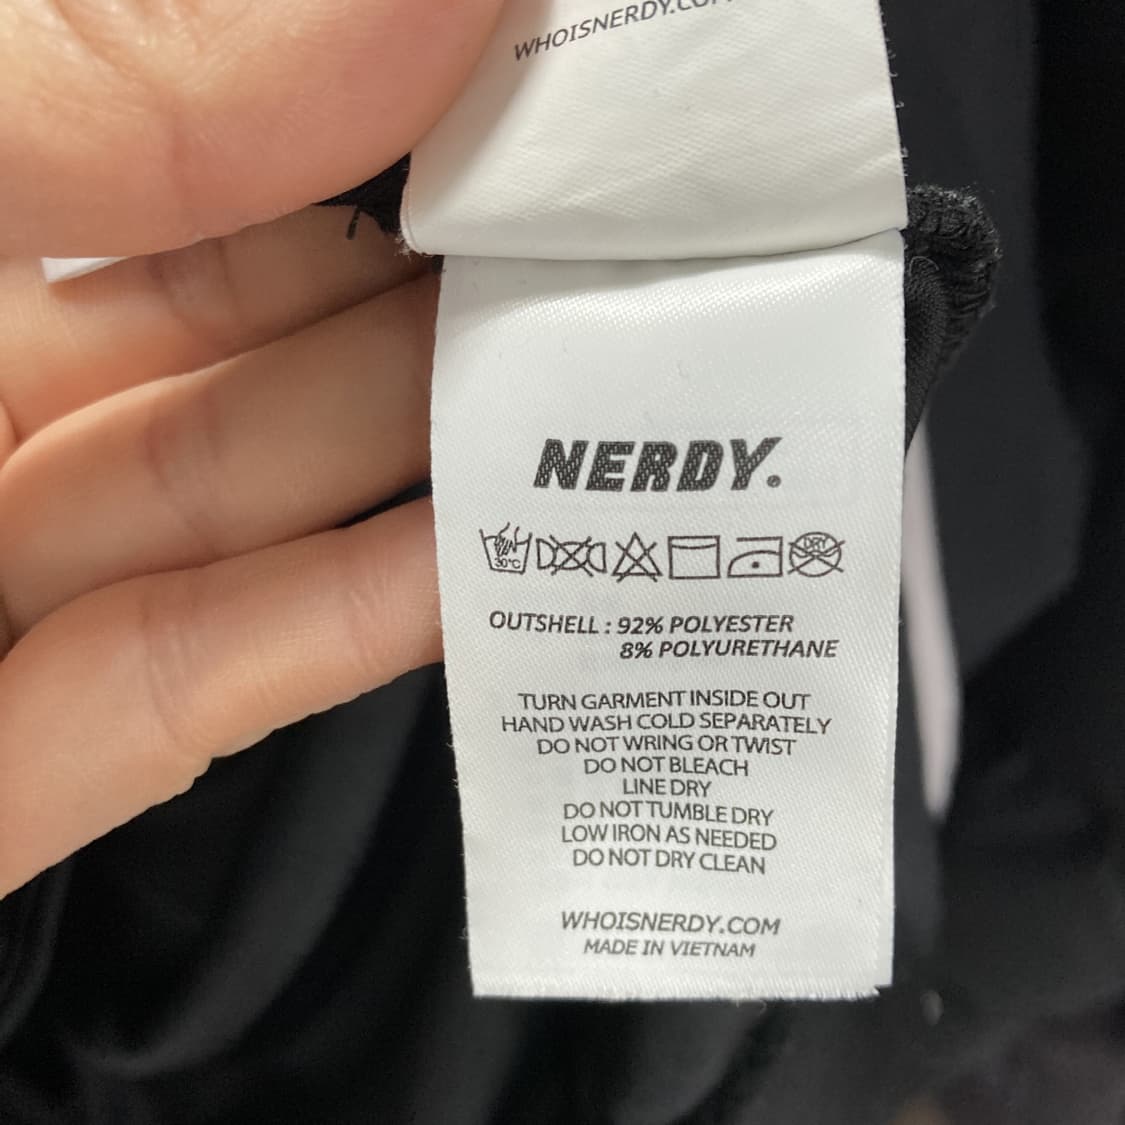 WHOISNERDY.COM
NERDY.
30°C
DRY
OUTSHELL : 92% POLYESTER
8% POLYURETHANE
TURN GARMENT INSIDE OUT
HAND WASH COLD SEPARATELY
DO NOT WRING OR TWIST
DO NOT BLEACH
LINE DRY
DO NOT TUMBLE DRY
LOW IRON AS NEEDED
DO NOT DRY CLEAN
WHOISNERDY.COM
MADE IN VIETNAM